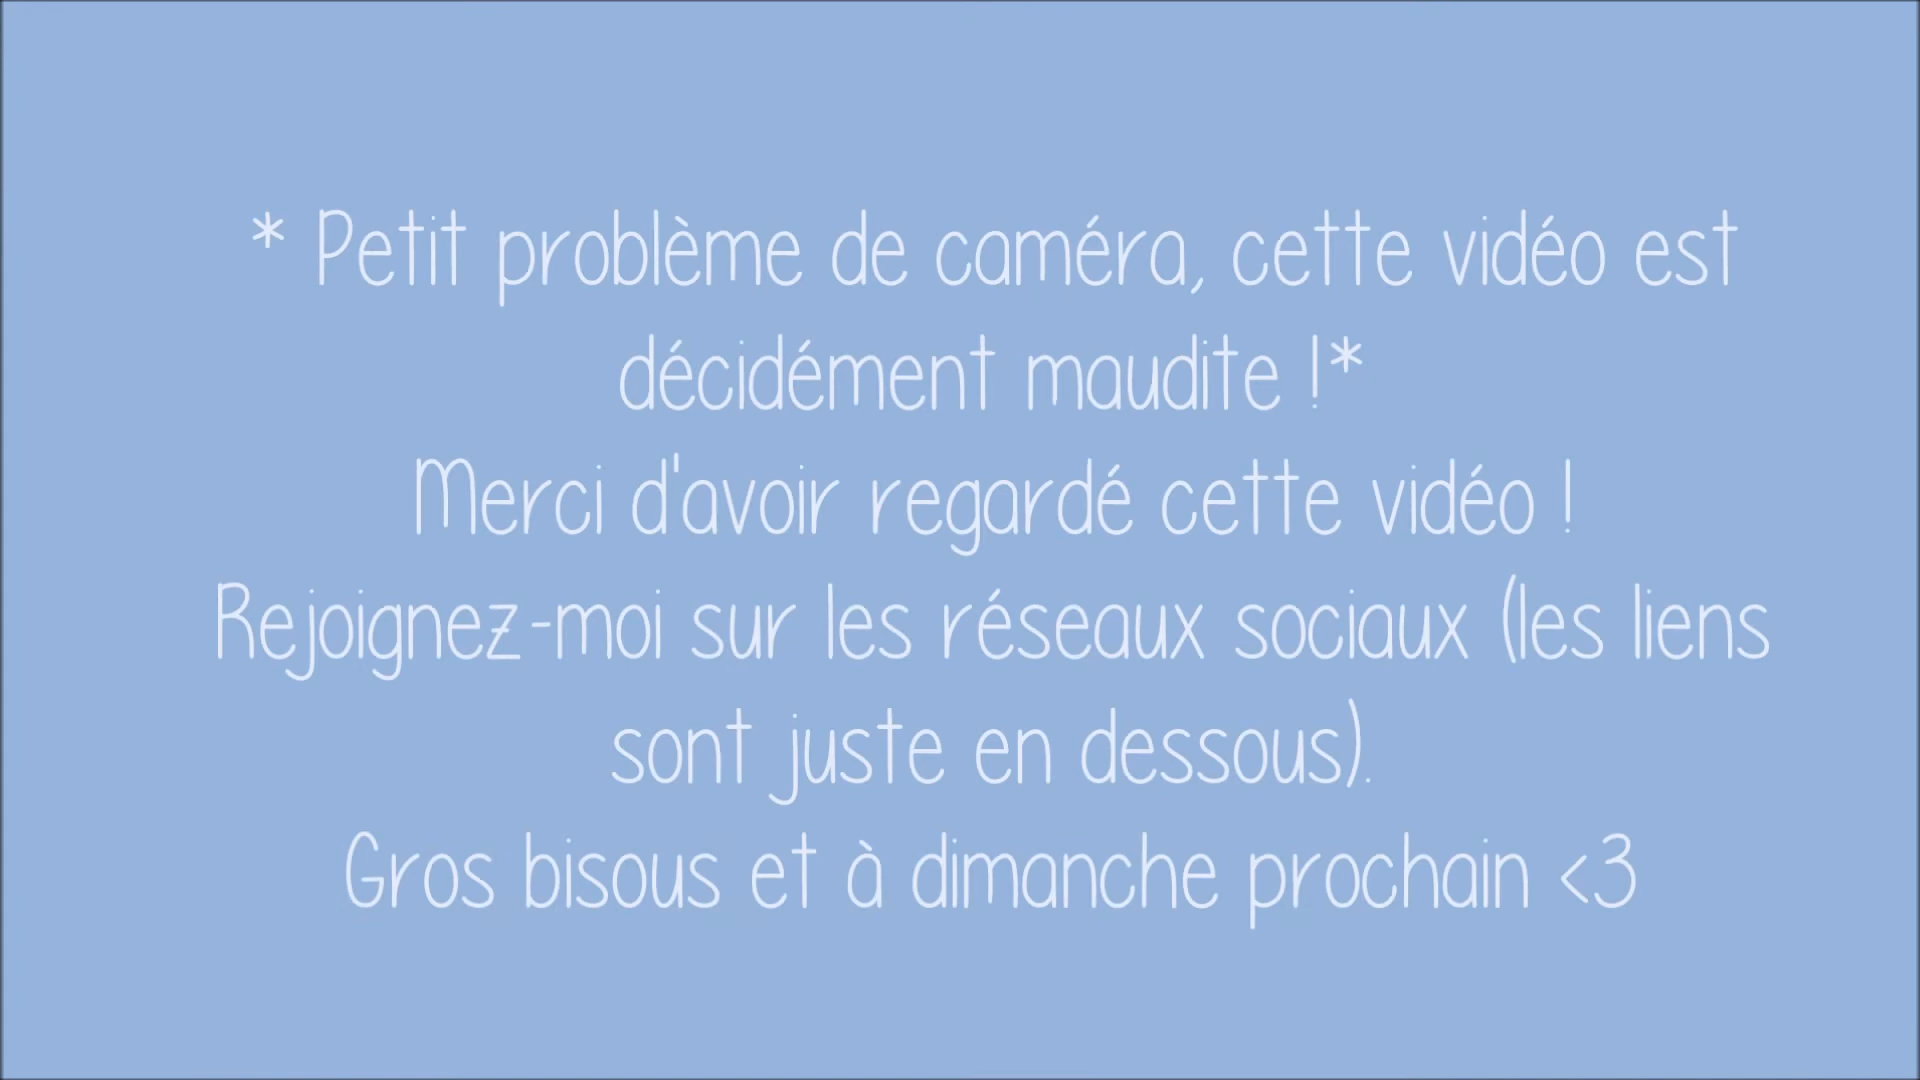 * Petit problème de caméra, cette vidéo est
décidément maudite !*
Merci d'avoir regardé cette vidéo !
Rejoignez-moi sur les réseaux sociaux (les liens
sont juste en dessous).
Gros bisous et à dimanche prochain <3